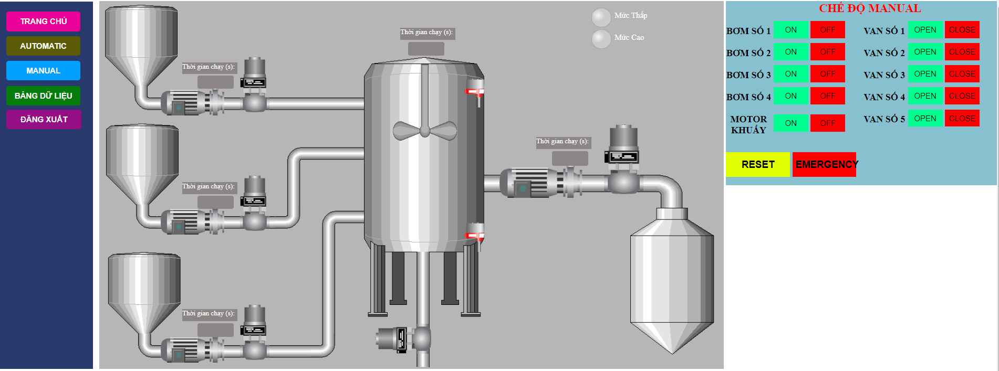 TRANG CHỦ
AUTOMATIC
MANUAL
BẢNG DỮ LIỆU
ĐĂNG XUẤT
Mức Thấp
Mức Cao
Thời gian chạy (s):
Thời gian chạy (s):
Thời gian chạy (s):
Thời gian chạy (s):
Thời gian chạy (s):
CHẾ ĐỘ MANUAL
BƠM SỐ 1 ON OFF VAN SỐ 1 OPEN CLOSE
BƠM SỐ 2 ON OFF VAN SỐ 2 OPEN CLOSE
BƠM SỐ 3 ON OFF VAN SỐ 3 OPEN CLOSE
BƠM SỐ 4 ON OFF VAN SỐ 4 OPEN CLOSE
MOTOR
KHUẤY ON OFF VAN SỐ 5 OPEN CLOSE
RESET EMERGENCY